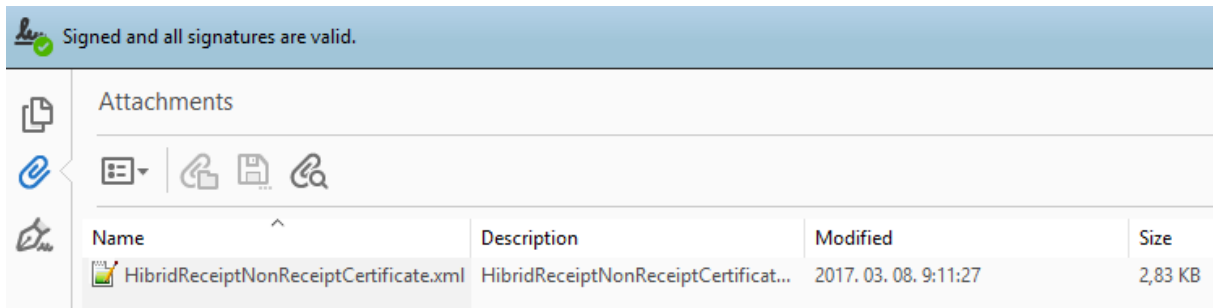 Signed and all signatures are valid.
Attachments
Name Description Modified Size
HibridReceiptNonReceiptCertificate.xml HibridReceiptNonReceiptCertificat... 2017. 03. 08. 9:11:27 2,83 KB